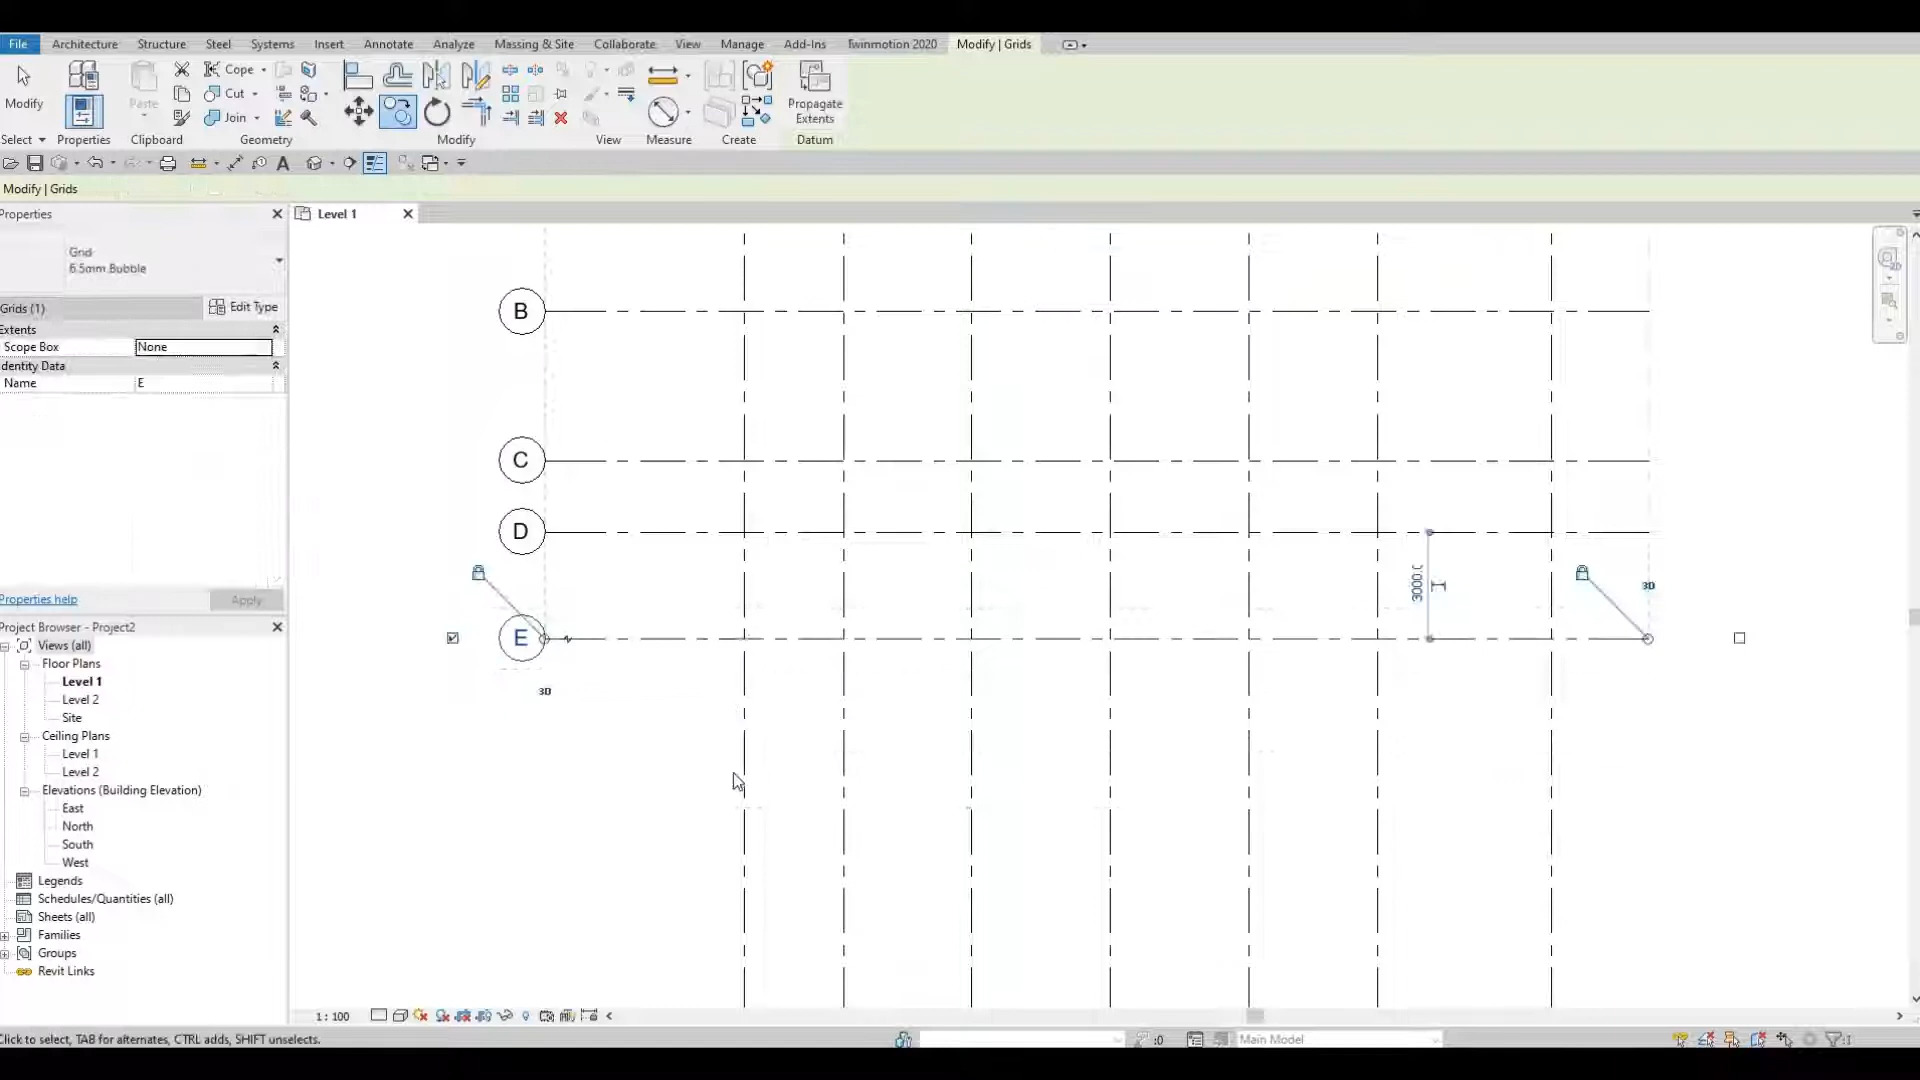 File Architecture Structure Steel Systems Insert Annotate Analyze Massing & Site Collaborate View Manage Add-Ins Twinmotion 2020 Modify | Grids
Cope
Cut
Join
Modify
Paste
Propagate
Extents
Select Properties Clipboard Geometry Modify View Measure Create Datum
Modify | Grids
Properties
Level 1
Grid
6.5mm Bubble
Grids (1)
Edit Type
Extents
Scope Box None
Identity Data
Name E
Properties help
Apply
Project Browser - Project2
Views (all)
Floor Plans
Level 1
Level 2
Site
Ceiling Plans
Level 1
Level 2
Elevations (Building Elevation)
East
North
South
West
Legends
Schedules/Quantities (all)
Sheets (all)
Families
Groups
Revit Links
B
C
D
E
3D
3000.0
3D
1 : 100
Click to select, TAB for alternates, CTRL adds, SHIFT unselects.
:0
Main Model
:1